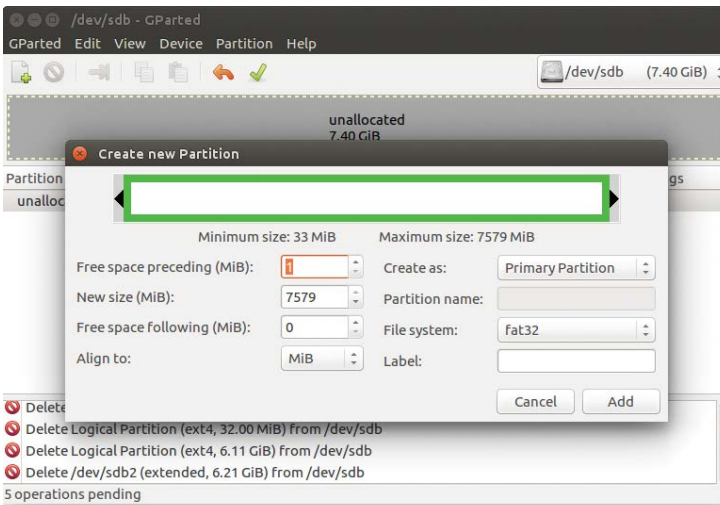 /dev/sdb - GParted
GParted Edit View Device Partition Help
/dev/sdb (7.40 GiB)
unallocated
7.40 GiB
Create new Partition
Partition
gs
unalloc
Minimum size: 33 MiB Maximum size: 7579 MiB
Free space preceding (MiB): 1 Create as: Primary Partition
New size (MiB): 7579 Partition name:
Free space following (MiB): 0 File system: fat32
Align to: MiB Label:
Cancel Add
Delete
Delete Logical Partition (ext4, 32.00 MiB) from /dev/sdb
Delete Logical Partition (ext4, 6.11 GiB) from /dev/sdb
Delete /dev/sdb2 (extended, 6.21 GiB) from /dev/sdb
5 operations pending